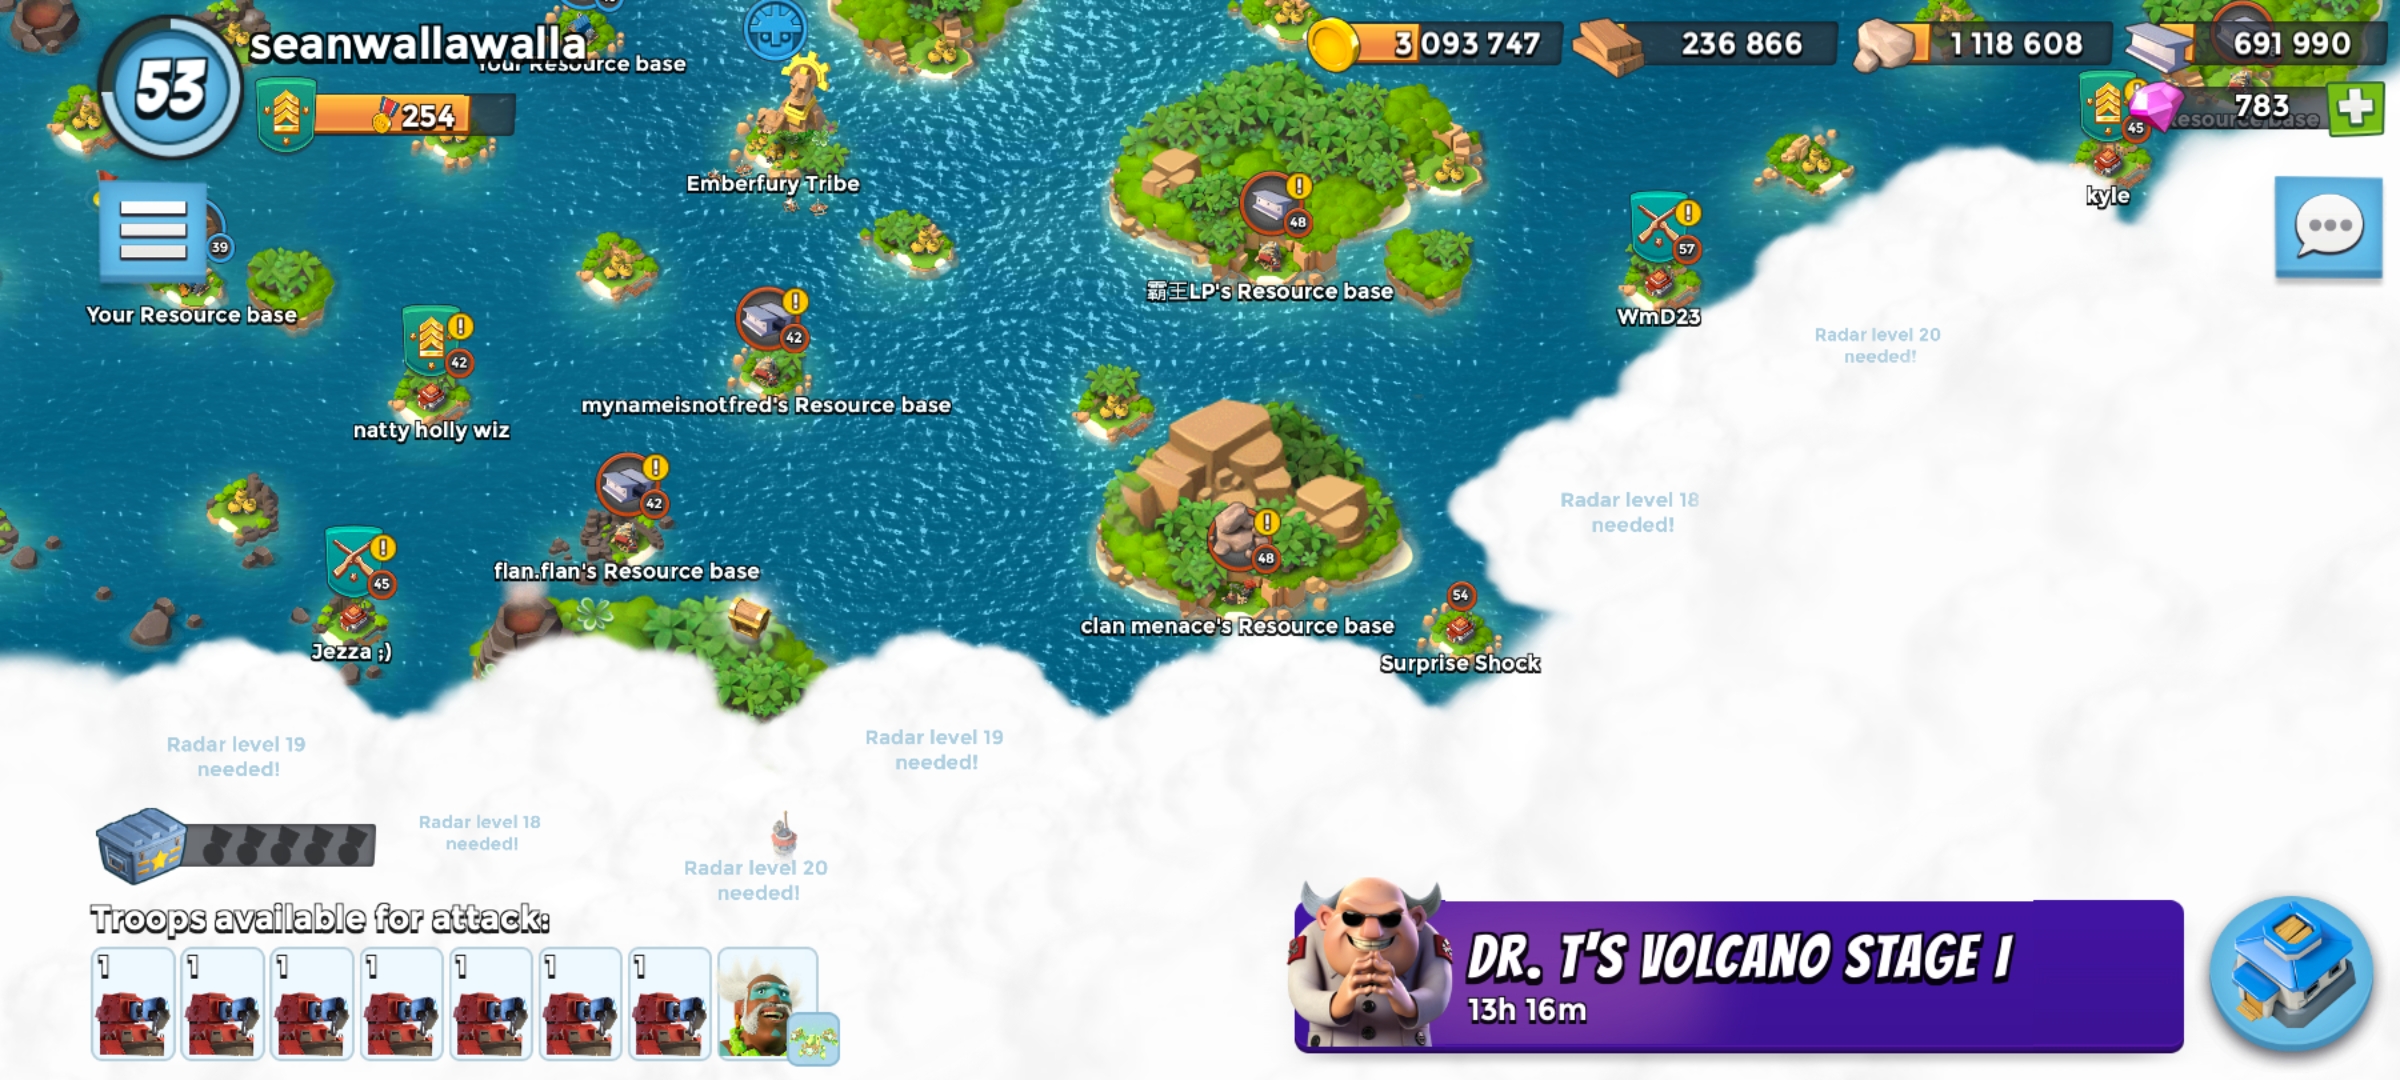 53
seanwallawalla
254
Your Resource base
3 093 747
236 866
1 118 608
691 990
783
Resource base
45
kyle
Emberfury Tribe
48
霸王LP's Resource base
57
WmD23
39
Your Resource base
42
natty holly wiz
42
mynameisnotfred's Resource base
Radar level 20
needed!
42
flan.flan's Resource base
Radar level 18
needed!
48
clan menace's Resource base
45
Jezza ;)
54
Surprise Shock
Radar level 19
needed!
Radar level 19
needed!
Radar level 18
needed!
Radar level 20
needed!
Troops available for attack:
1 1 1 1 1 1 1
DR. T'S VOLCANO STAGE I
13h 16m